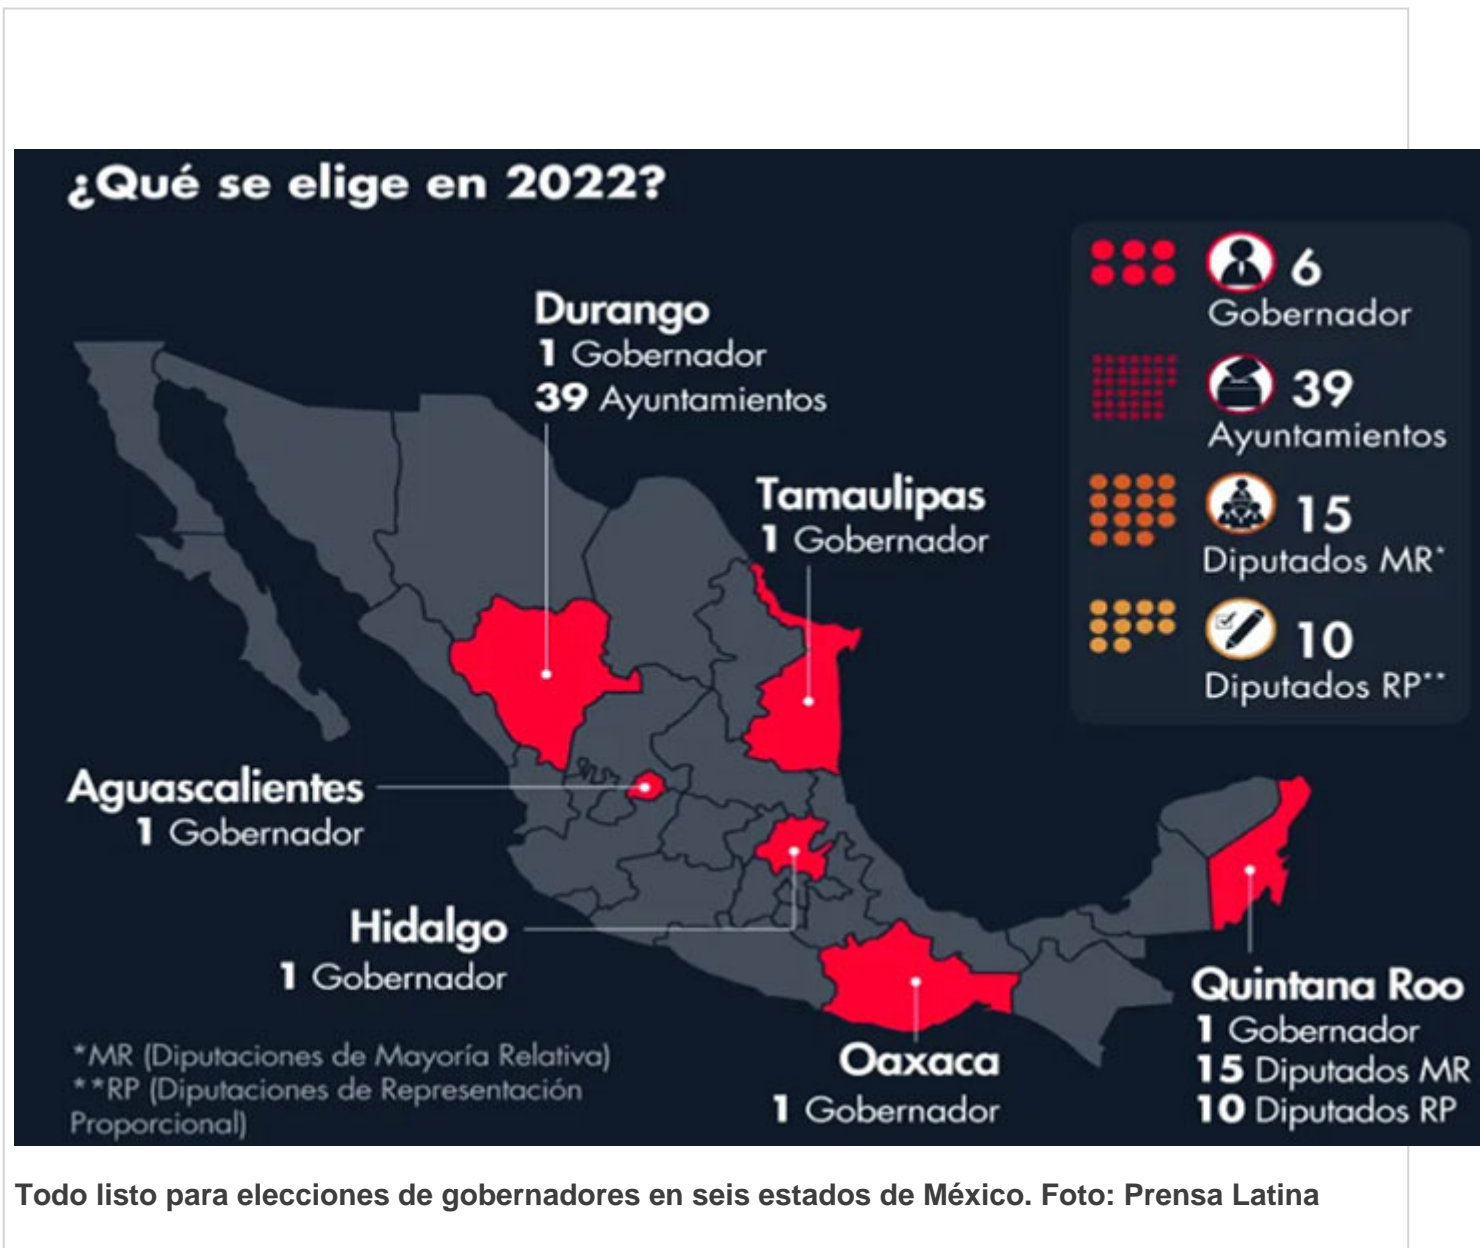 ¿Qué se elige en 2022?
6
Gobernador
39
Ayuntamientos
15
Diputados MR*
10
Diputados RP**
Durango
1 Gobernador
39 Ayuntamientos
Tamaulipas
1 Gobernador
Aguascalientes
1 Gobernador
Hidalgo
1 Gobernador
Oaxaca
1 Gobernador
Quintana Roo
1 Gobernador
15 Diputados MR
10 Diputados RP
*MR (Diputaciones de Mayoría Relativa)
**RP (Diputaciones de Representación
Proporcional)
Todo listo para elecciones de gobernadores en seis estados de México. Foto: Prensa Latina